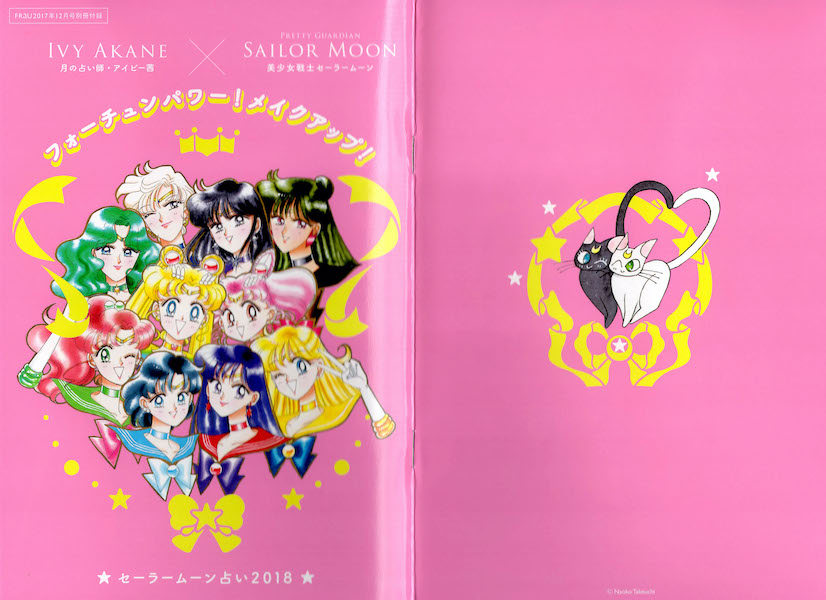 FRaU2017年12月号別冊付録
IVY AKANE
月の占い師・アイビー茜
PRETTY GUARDIAN
SAILOR MOON
美少女戦士セーラームーン
フォーチュンパワー!メイクアップ!
セーラームーン占い2018
© Naoko Takeuchi